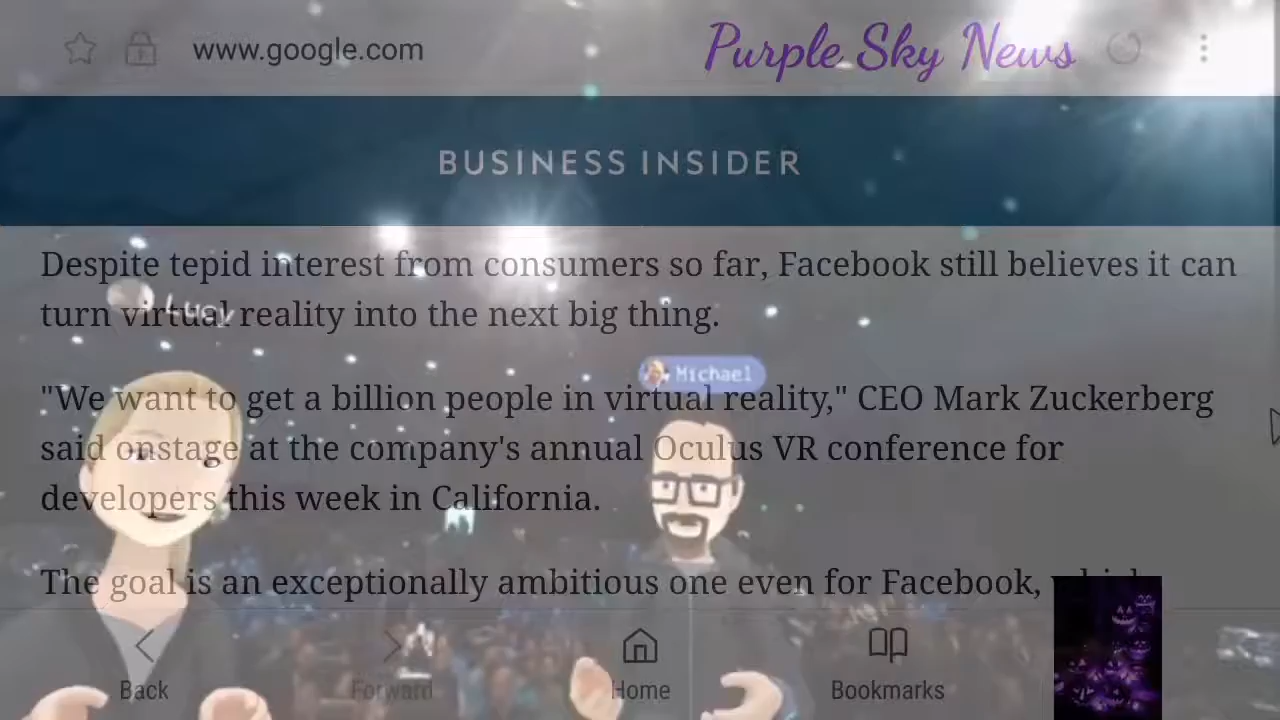 www.google.com
Purple Sky News
BUSINESS INSIDER
Despite tepid interest from consumers so far, Facebook still believes it can
turn virtual reality into the next big thing.
Lucy
Michael
"We want to get a billion people in virtual reality," CEO Mark Zuckerberg
said onstage at the company's annual Oculus VR conference for
developers this week in California.
The goal is an exceptionally ambitious one even for Facebook,
Back
Forward
Home
Bookmarks